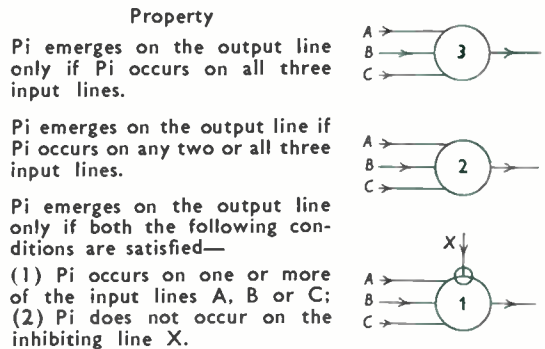 Property
Pi emerges on the output line
only if Pi occurs on all three
input lines.
A
B
C
3
Pi emerges on the output line if
Pi occurs on any two or all three
input lines.
A
B
C
2
Pi emerges on the output line
only if both the following con-
ditions are satisfied—
(1) Pi occurs on one or more
of the input lines A, B or C;
(2) Pi does not occur on the
inhibiting line X.
X
A
B
C
1